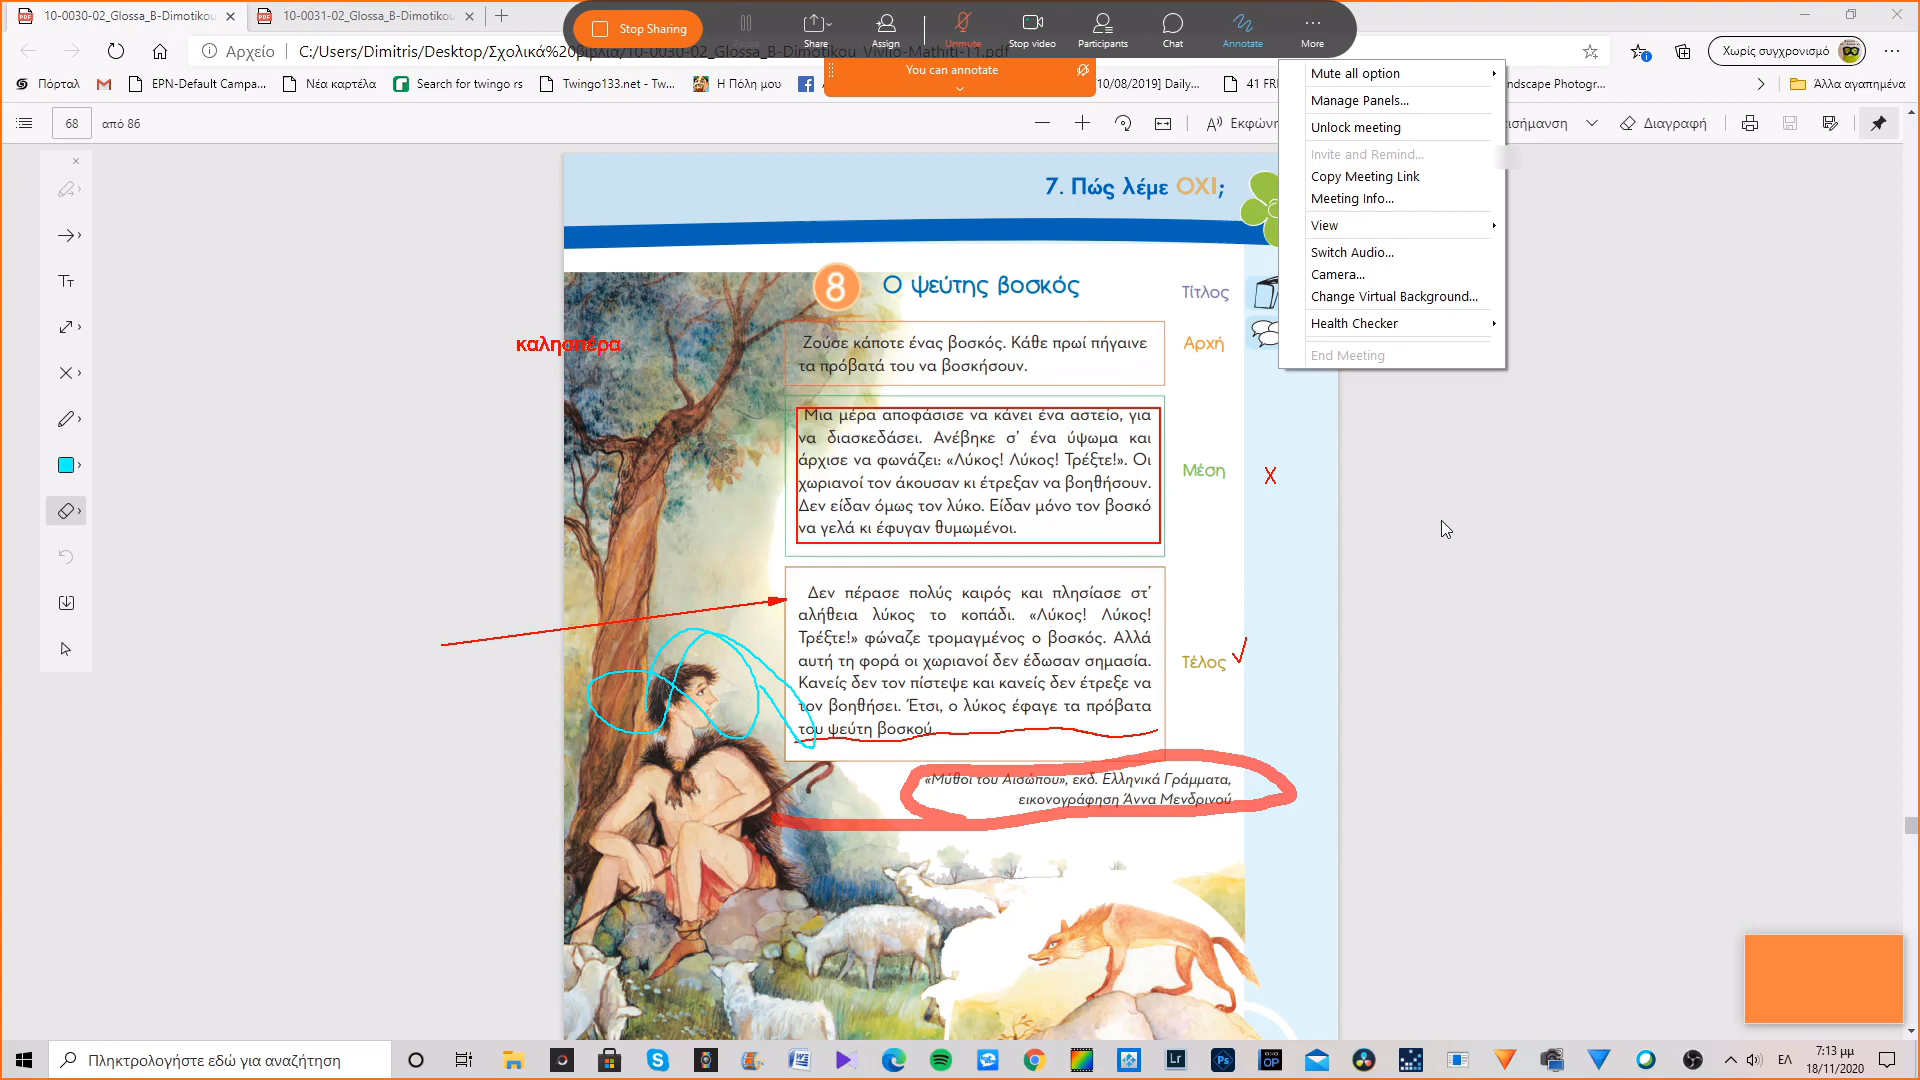 10-0030-02_Glossa_B-Dimotikou
10-0031-02_Glossa_B-Dimotikou
Stop Sharing
Share
Assign
Unmute
Stop video
Participants
Chat
Annotate
More
Αρχείο
C:/Users/Dimitris/Desktop/Σχολικά%20βιβλία/10-0030-02_Glossa_B-Dimotikou_Vivlio-Mathiti-T1.pdf
Χωρίς συγχρονισμό
You can annotate
Πόρταλ
EPN-Default Campa...
Νέα καρτέλα
Search for twingo rs
Twingo133.net - Tw...
Η Πόλη μου
[10/08/2019] Daily...
41 FR
ndscape Photogr...
Άλλα αγαπημένα
68
από 86
Εκφών
ισήμανση
Διαγραφή
Mute all option
Manage Panels...
Unlock meeting
Invite and Remind...
Copy Meeting Link
Meeting Info...
View
Switch Audio...
Camera...
Change Virtual Background...
Health Checker
End Meeting
7. Πώς λέμε ΟΧΙ;
8
Ο ψεύτης βοσκός
Τίτλος
καλησπέρα
Ζούσε κάποτε ένας βοσκός. Κάθε πρωί πήγαινε
τα πρόβατά του να βοσκήσουν.
Αρχή
Μια μέρα αποφάσισε να κάνει ένα αστείο, για
να διασκεδάσει. Ανέβηκε σ' ένα ύψωμα και
άρχισε να φωνάζει: «Λύκος! Λύκος! Τρέξτε!». Οι
χωριανοί τον άκουσαν κι έτρεξαν να βοηθήσουν.
Δεν είδαν όμως τον λύκο. Είδαν μόνο τον βοσκό
να γελά κι έφυγαν θυμωμένοι.
Μέση
X
Δεν πέρασε πολύς καιρός και πλησίασε στ'
αλήθεια λύκος το κοπάδι. «Λύκος! Λύκος!
Τρέξτε!» φώναζε τρομαγμένος ο βοσκός. Αλλά
αυτή τη φορά οι χωριανοί δεν έδωσαν σημασία.
Κανείς δεν τον πίστεψε και κανείς δεν έτρεξε να
τον βοηθήσει. Έτσι, ο λύκος έφαγε τα πρόβατα
του ψεύτη βοσκού.
Τέλος
«Μύθοι του Αισώπου», εκδ. Ελληνικά Γράμματα,
εικονογράφηση Άννα Μενδρινού
Πληκτρολογήστε εδώ για αναζήτηση
ΕΛ
7:13 μμ
18/11/2020